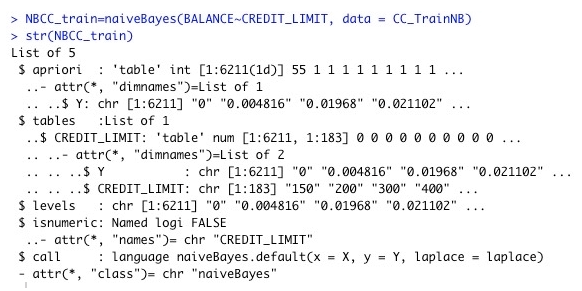 > NBCC_train=naiveBayes(BALANCE~CREDIT_LIMIT, data = CC_TrainNB)
> str(NBCC_train)
List of 5
 $ apriori  : 'table' int [1:6211(1d)] 55 1 1 1 1 1 1 1 1 1 ...
  ..- attr(*, "dimnames")=List of 1
  .. ..$ Y: chr [1:6211] "0" "0.004816" "0.01968" "0.021102" ...
 $ tables   :List of 1
  ..$ CREDIT_LIMIT: 'table' num [1:6211, 1:183] 0 0 0 0 0 0 0 0 0 0 ...
  .. ..- attr(*, "dimnames")=List of 2
  .. .. ..$ Y           : chr [1:6211] "0" "0.004816" "0.01968" "0.021102" ...
  .. .. ..$ CREDIT_LIMIT: chr [1:183] "150" "200" "300" "400" ...
 $ levels   : chr [1:6211] "0" "0.004816" "0.01968" "0.021102" ...
 $ isnumeric: Named logi FALSE
  ..- attr(*, "names")= chr "CREDIT_LIMIT"
 $ call     : language naiveBayes.default(x = X, y = Y, laplace = laplace)
 - attr(*, "class")= chr "naiveBayes"